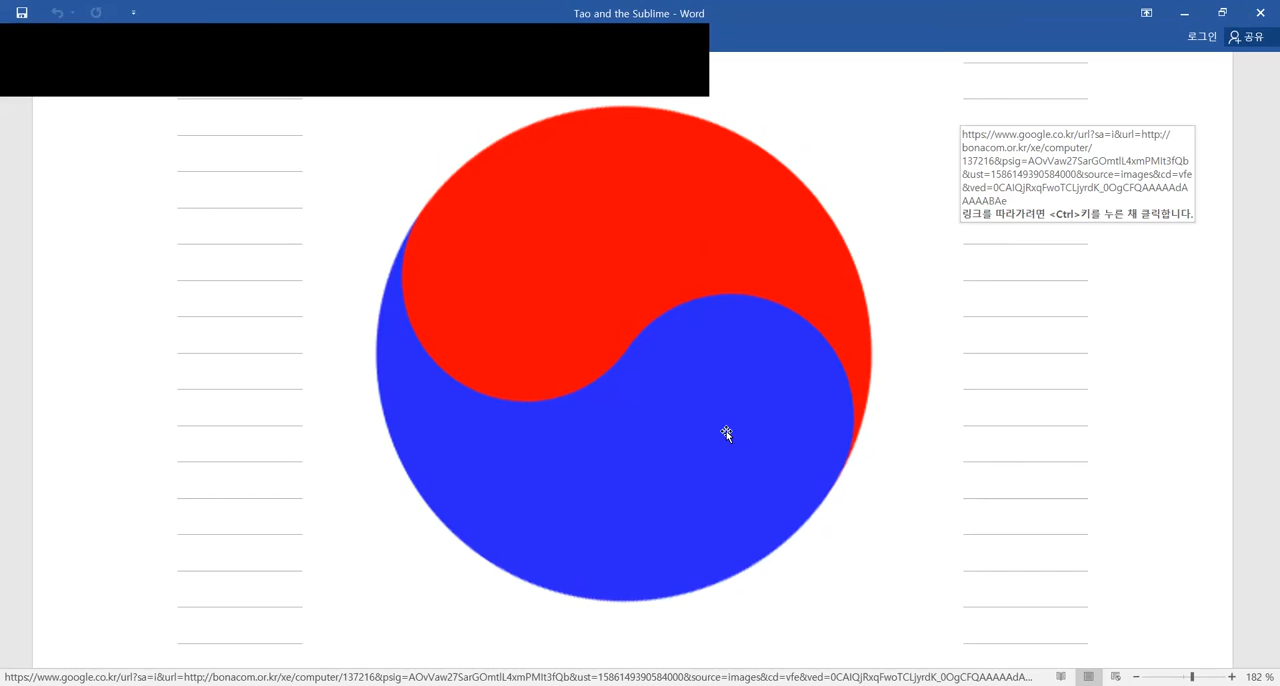 Tao and the Sublime - Word
로그인 공유
https://www.google.co.kr/url?sa=i&url=http://
bonacom.or.kr/xe/computer/
137216&psig=AOvVaw27SarGOmtlL4xmPMIt3fQb
&ust=1586149390584000&source=images&cd=vfe
&ved=0CAIQjRxqFwoTCLjyrdK_0OgCFQAAAAAdA
AAAABAe
링크를 따라가려면 <Ctrl>키를 누른 채 클릭합니다.
https://www.google.co.kr/url?sa=i&url=http://bonacom.or.kr/xe/computer/137216&psig=AOvVaw27SarGOmtlL4xmPMIt3fQb&ust=1586149390584000&source=images&cd=vfe&ved=0CAIQjRxqFwoTCLjyrdK_0OgCFQAAAAAdA... 182 %